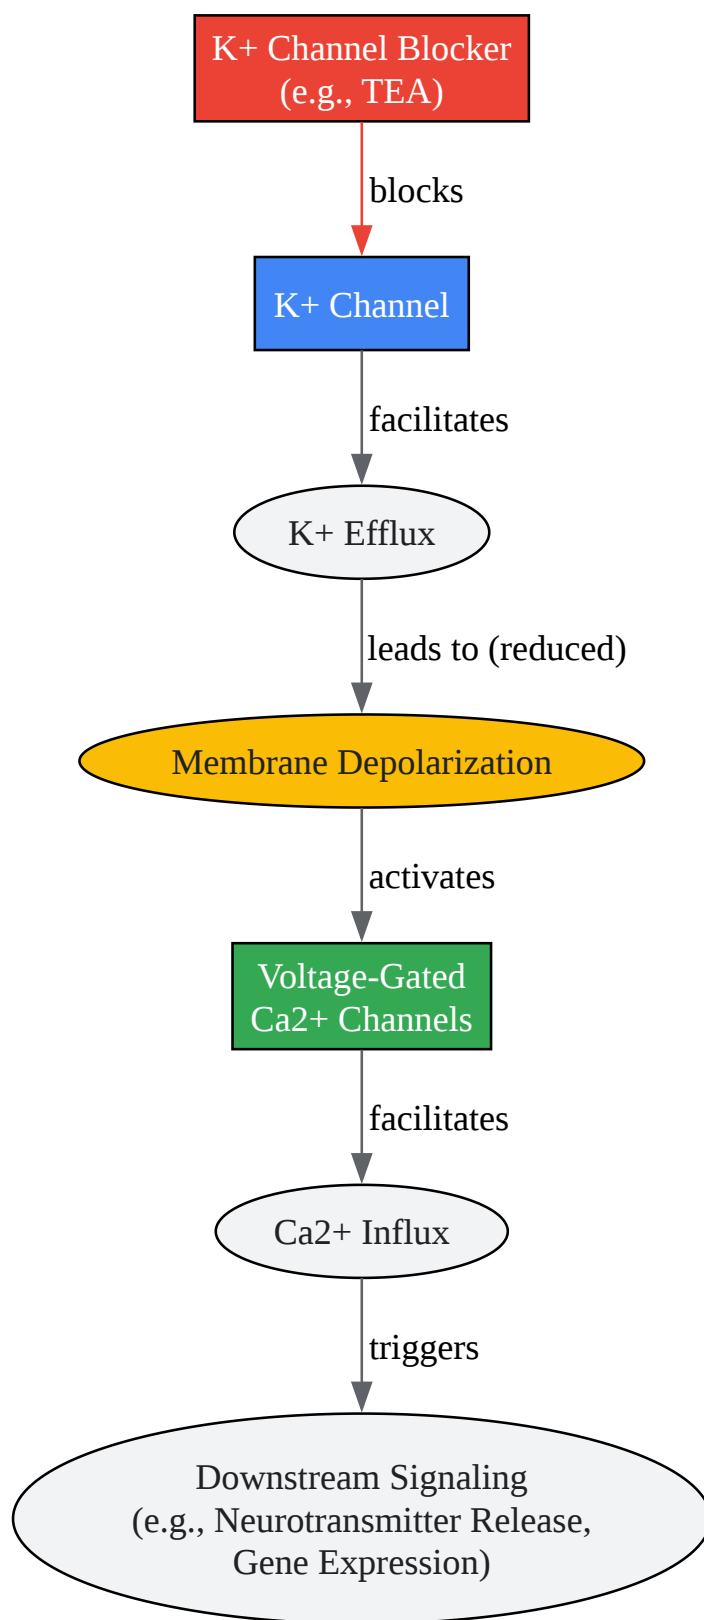 K+ Channel Blocker
(e.g., TEA)
blocks
K+ Channel
facilitates
K+ Efflux
leads to (reduced)
Membrane Depolarization
activates
Voltage-Gated
Ca2+ Channels
facilitates
Ca2+ Influx
triggers
Downstream Signaling
(e.g., Neurotransmitter Release,
Gene Expression)